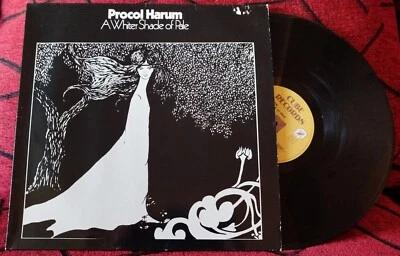 Procol Harum
A Whiter Shade of Pale
CUBE
RECORDS